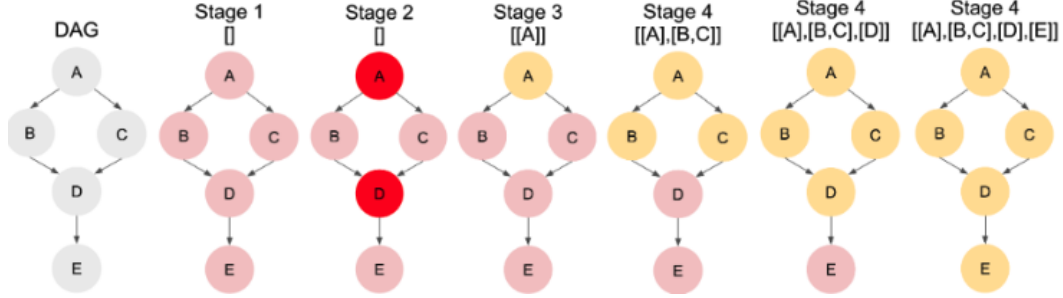 DAG
A
B
C
D
E
Stage 1
[]
A
B
C
D
E
Stage 2
[]
A
B
C
D
E
Stage 3
[[A]]
A
B
C
D
E
Stage 4
[[A],[B,C]]
A
B
C
D
E
Stage 4
[[A],[B,C],[D]]
A
B
C
D
E
Stage 4
[[A],[B,C],[D],[E]]
A
B
C
D
E